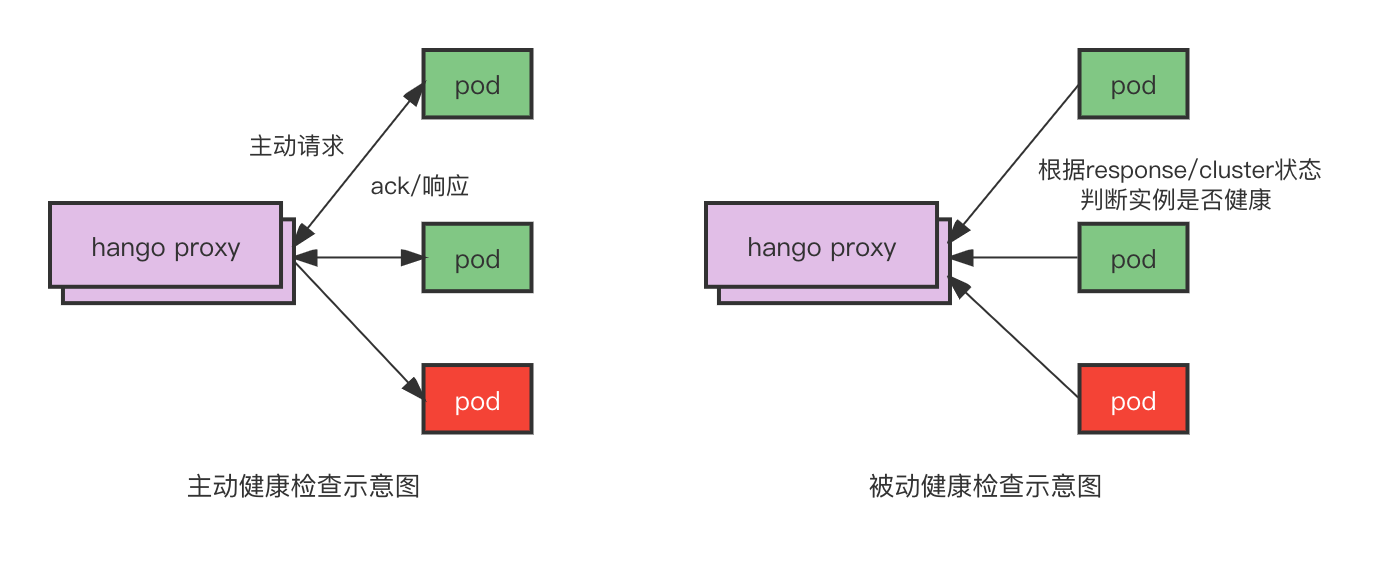 pod
主动请求
ack/响应
hango proxy
pod
pod
主动健康检查示意图
pod
根据response/cluster状态
判断实例是否健康
hango proxy
pod
pod
被动健康检查示意图